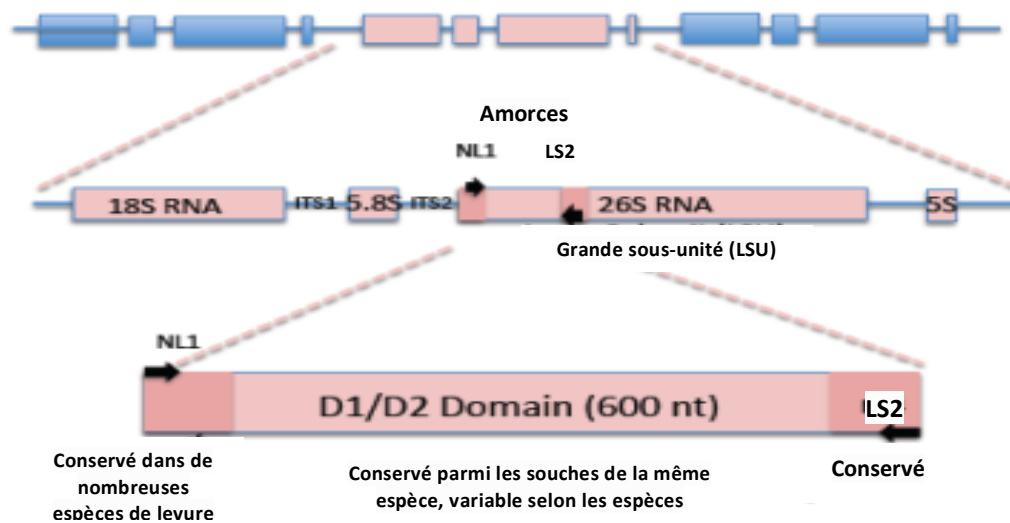 Amorces
NL1 LS2
18S RNA ITS1 5.8S ITS2 26S RNA 5S
Grande sous-unité (LSU)
NL1
D1/D2 Domain (600 nt) LS2
Conservé dans de
nombreuses
espèces de levure
Conservé parmi les souches de la même
espèce, variable selon les espèces
Conservé